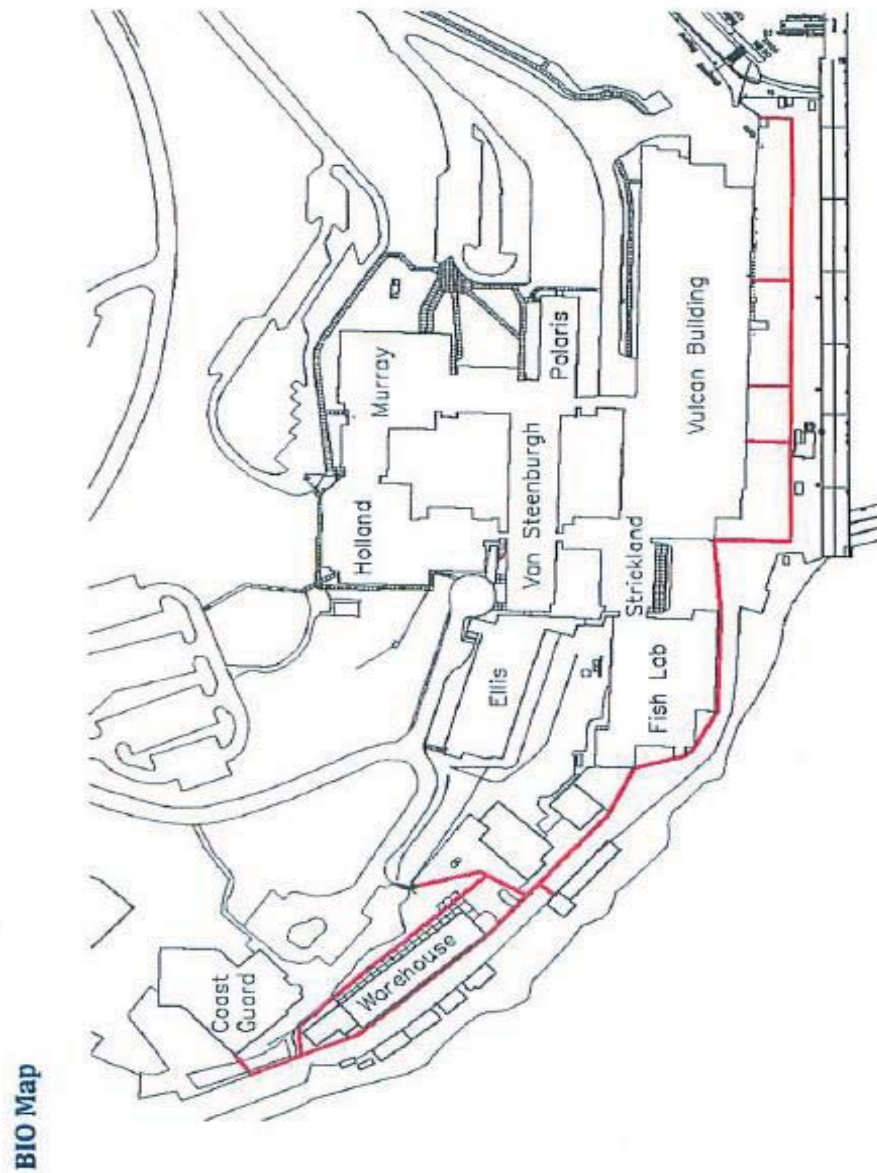 BIO Map
Coast
Guard
Warehouse
Ellis
Fish Lab
Holland
Van Steenburgh
Strickland
Murray
Polaris
Vulcan Building